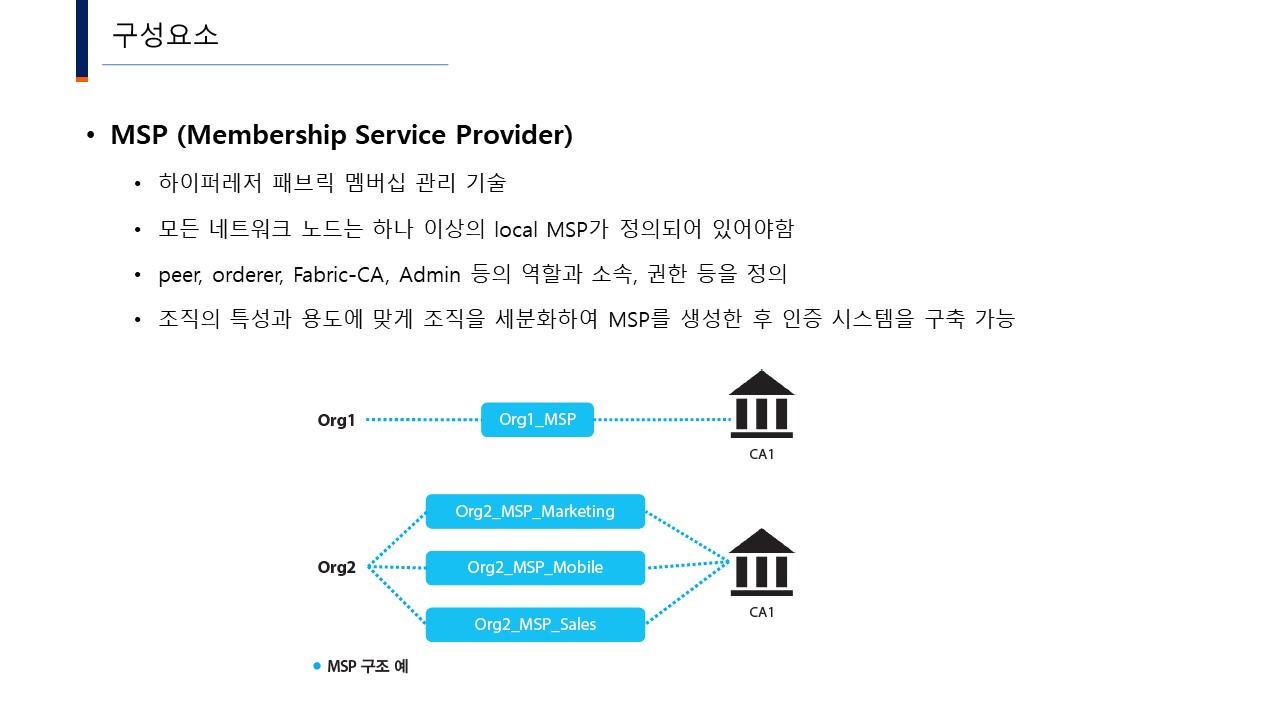 구성요소
• MSP (Membership Service Provider)
• 하이퍼레저 패브릭 멤버십 관리 기술
• 모든 네트워크 노드는 하나 이상의 local MSP가 정의되어 있어야함
• peer, orderer, Fabric-CA, Admin 등의 역할과 소속, 권한 등을 정의
• 조직의 특성과 용도에 맞게 조직을 세분화하여 MSP를 생성한 후 인증 시스템을 구축 가능
Org1
Org1_MSP
CA1
Org2_MSP_Marketing
Org2
Org2_MSP_Mobile
CA1
Org2_MSP_Sales
• MSP 구조 예